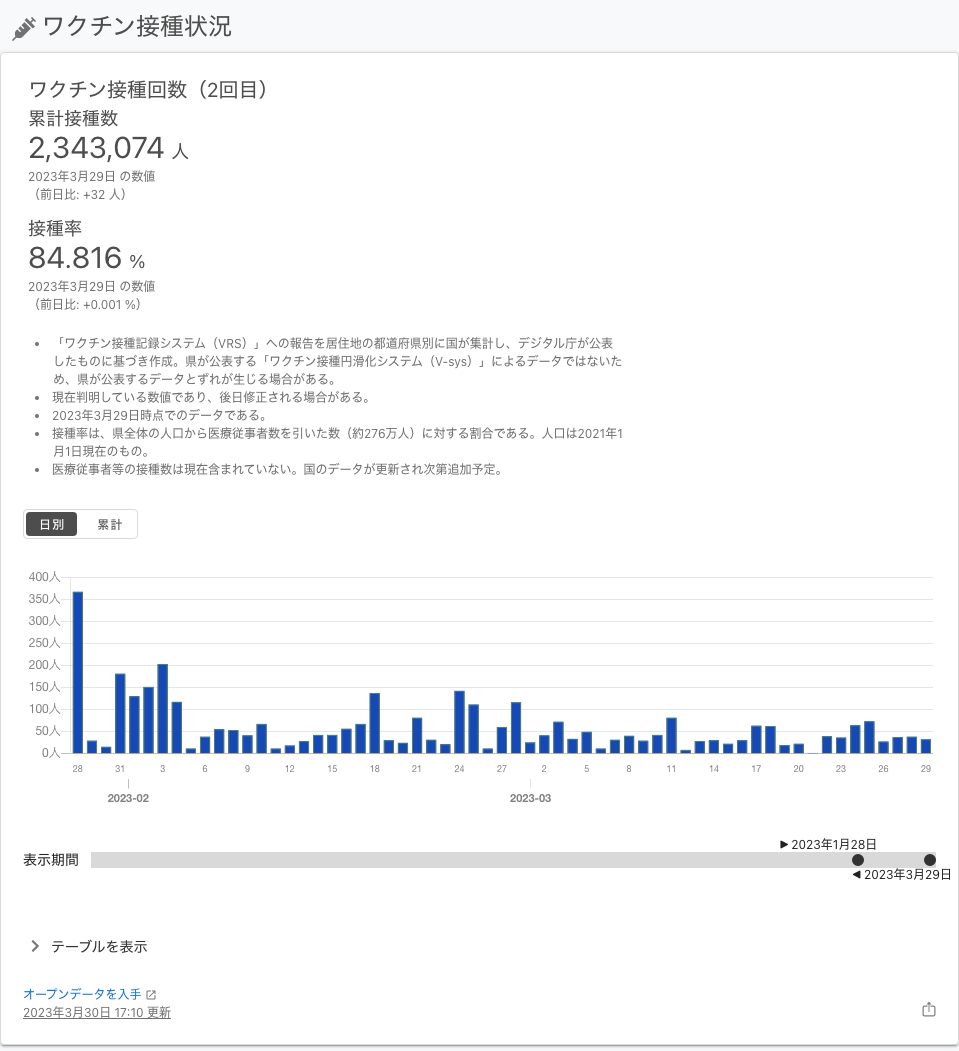 ワクチン接種状況
ワクチン接種回数（2回目）
累計接種数
2,343,074 人
2023年3月29日 の数値
（前日比: +32 人）
接種率
84.816 %
2023年3月29日 の数値
（前日比: +0.001 %）
• 「ワクチン接種記録システム（VRS）」への報告を居住地の都道府県別に国が集計し、デジタル庁が公表
したものに基づき作成。県が公表する「ワクチン接種円滑化システム（V-sys）」によるデータではないた
め、県が公表するデータとずれが生じる場合がある。
• 現在判明している数値であり、後日修正される場合がある。
• 2023年3月29日時点でのデータである。
• 接種率は、県全体の人口から医療従事者数を引いた数（約276万人）に対する割合である。人口は2021年1
月1日現在のもの。
• 医療従事者等の接種数は現在含まれていない。国のデータが更新され次第追加予定。
日別 累計
400人
350人
300人
250人
200人
150人
100人
50人
0人
28 31 3 6 9 12 15 18 21 24 27 2 5 8 11 14 17 20 23 26 29
2023-02 2023-03
▶ 2023年1月28日
表示期間
◀ 2023年3月29日
テーブルを表示
オープンデータを入手
2023年3月30日 17:10 更新